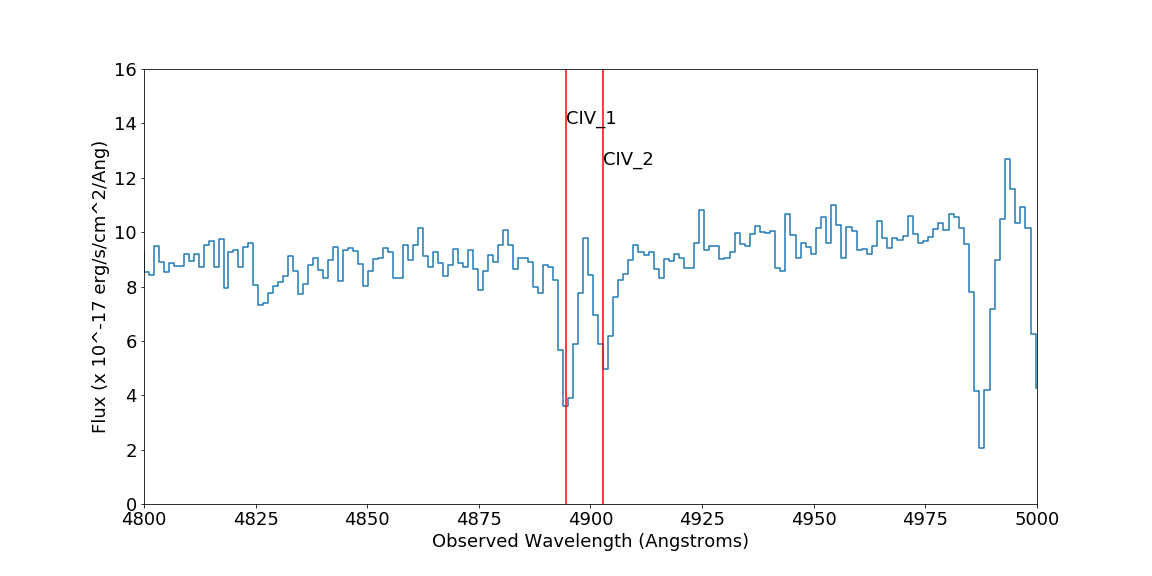 16
14
12
10
8
6
4
2
0
Flux (x 10^-17 erg/s/cm^2/Ang)
CIV_1
CIV_2
4800 4825 4850 4875 4900 4925 4950 4975 5000
Observed Wavelength (Angstroms)